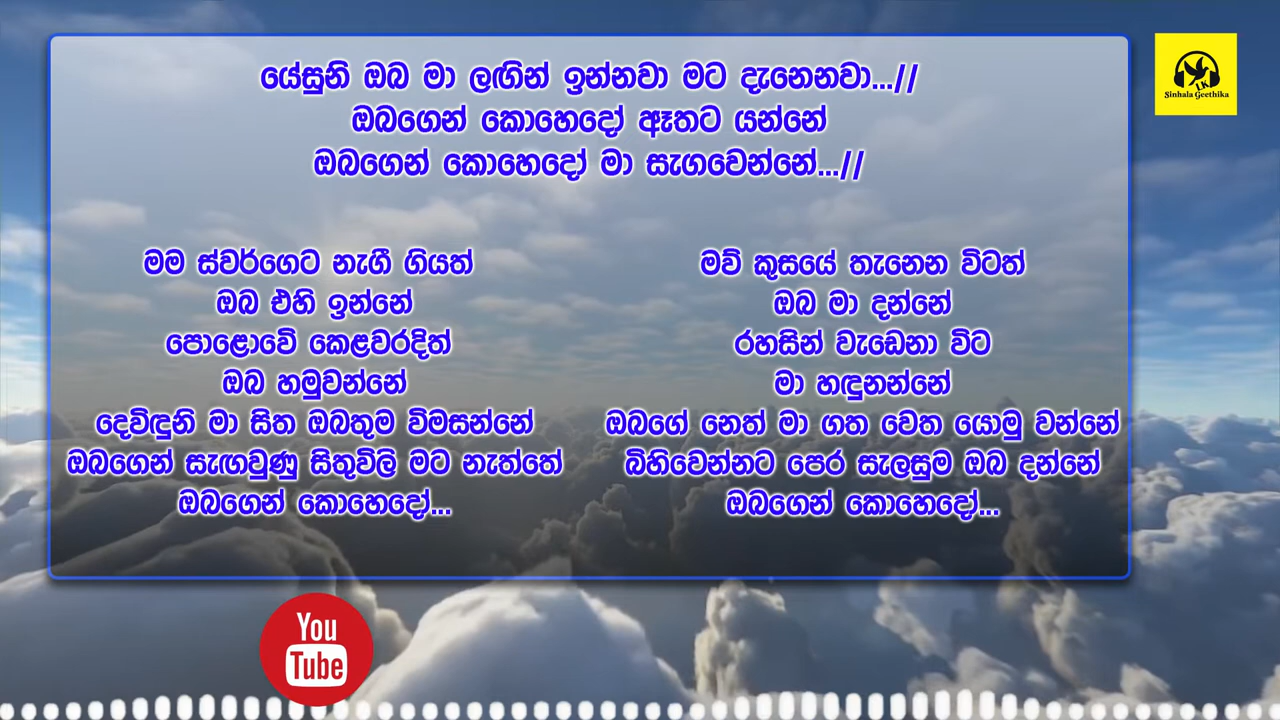 යේසුනි ඔබ මා ලඟින් ඉන්නවා මට දැනෙනවා...//
ඔබගෙන් කොහෙදෝ ඈතට යන්නේ
ඔබගෙන් කොහෙදෝ මා සැගවෙන්නේ...//
මම ස්වර්ගෙට නැගී ගියත්
ඔබ එහි ඉන්නේ
පොළොවේ කෙළවරදිත්
ඔබ හමුවන්නේ
දෙවිඳුනි මා සිත ඔබතුම විමසන්නේ
ඔබගෙන් සැඟවුණු සිතුවිලි මට නැත්තේ
ඔබගෙන් කොහෙදෝ...
මව් කුසයේ තැනෙන විටත්
ඔබ මා දන්නේ
රහසින් වැඩෙනා විට
මා හඳුනන්නේ
ඔබගේ නෙත් මා ගත වෙත යොමු වන්නේ
බිහිවෙන්නට පෙර සැලසුම ඔබ දන්නේ
ඔබගෙන් කොහෙදෝ...
LK
Sinhala Geethika
You
Tube